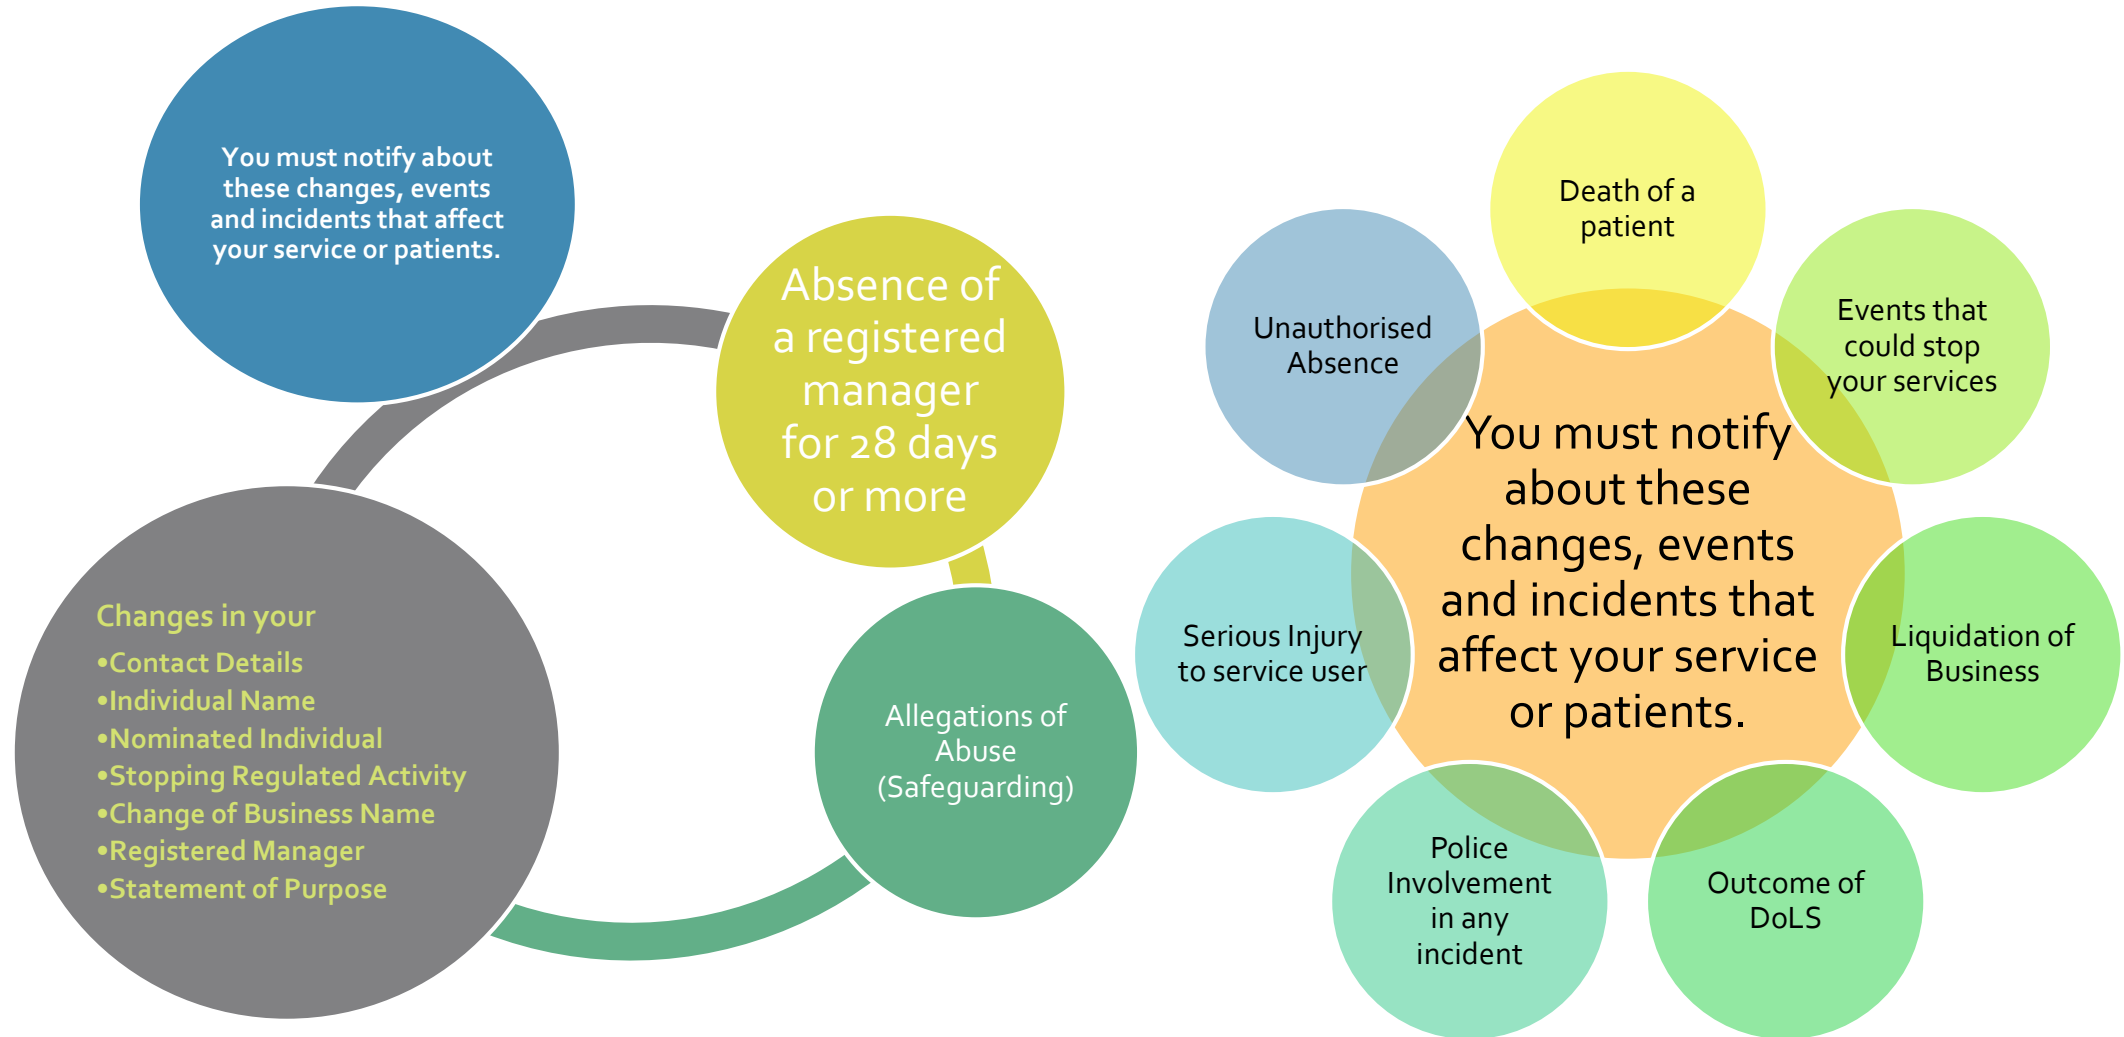 You must notify about
these changes, events
and incidents that affect
your service or patients.
Absence of
a registered
manager
for 28 days
or more
Allegations of
Abuse
(Safeguarding)
Changes in your
•Contact Details
•Individual Name
•Nominated Individual
•Stopping Regulated Activity
•Change of Business Name
•Registered Manager
•Statement of Purpose
You must notify
about these
changes, events
and incidents that
affect your service
or patients.
Death of a
patient
Events that
could stop
your services
Liquidation of
Business
Outcome of
DoLS
Police
Involvement
in any
incident
Serious Injury
to service user
Unauthorised
Absence